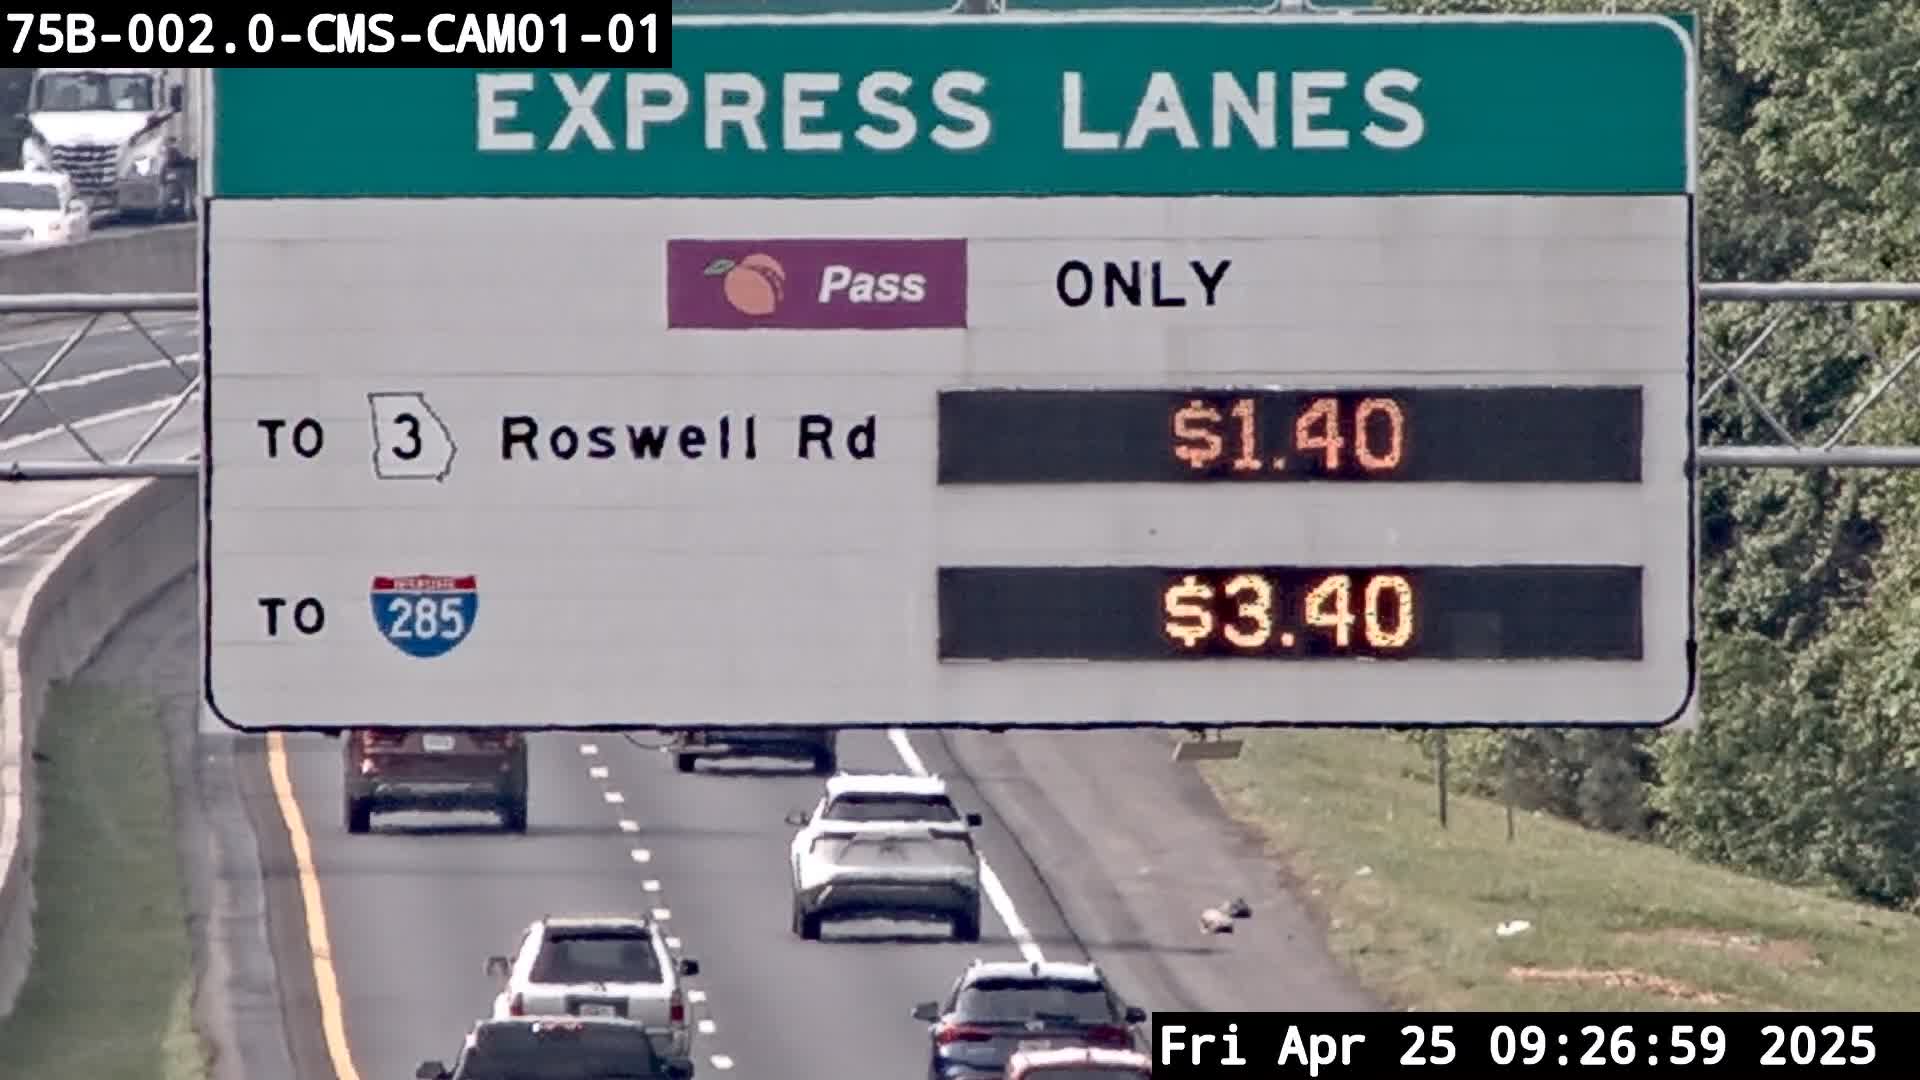 75B-002.0-CMS-CAM01-01
EXPRESS LANES
Pass ONLY
TO 3 Roswell Rd $1.40
INTERSTATE
TO 285 $3.40
Fri Apr 25 09:26:59 2025